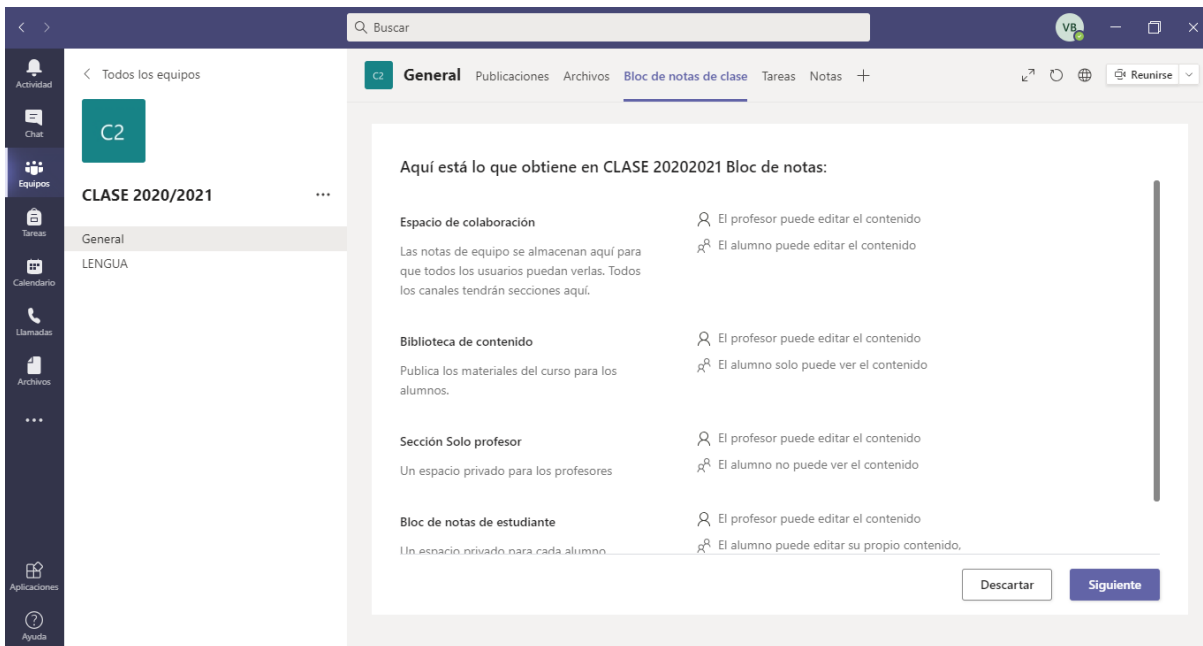 Buscar
VB
Actividad
Chat
Equipos
Tareas
Calendario
Llamadas
Archivos
Aplicaciones
Ayuda
Todos los equipos
C2
CLASE 2020/2021
General
LENGUA
C2 General Publicaciones Archivos Bloc de notas de clase Tareas Notas Reunirse
Aquí está lo que obtiene en CLASE 20202021 Bloc de notas:
Espacio de colaboración
Las notas de equipo se almacenan aquí para
que todos los usuarios puedan verlas. Todos
los canales tendrán secciones aquí.
El profesor puede editar el contenido
El alumno puede editar el contenido
Biblioteca de contenido
Publica los materiales del curso para los
alumnos.
El profesor puede editar el contenido
El alumno solo puede ver el contenido
Sección Solo profesor
Un espacio privado para los profesores
El profesor puede editar el contenido
El alumno no puede ver el contenido
Bloc de notas de estudiante
Un espacio privado para cada alumno
El profesor puede editar el contenido
El alumno puede editar su propio contenido,
Descartar
Siguiente